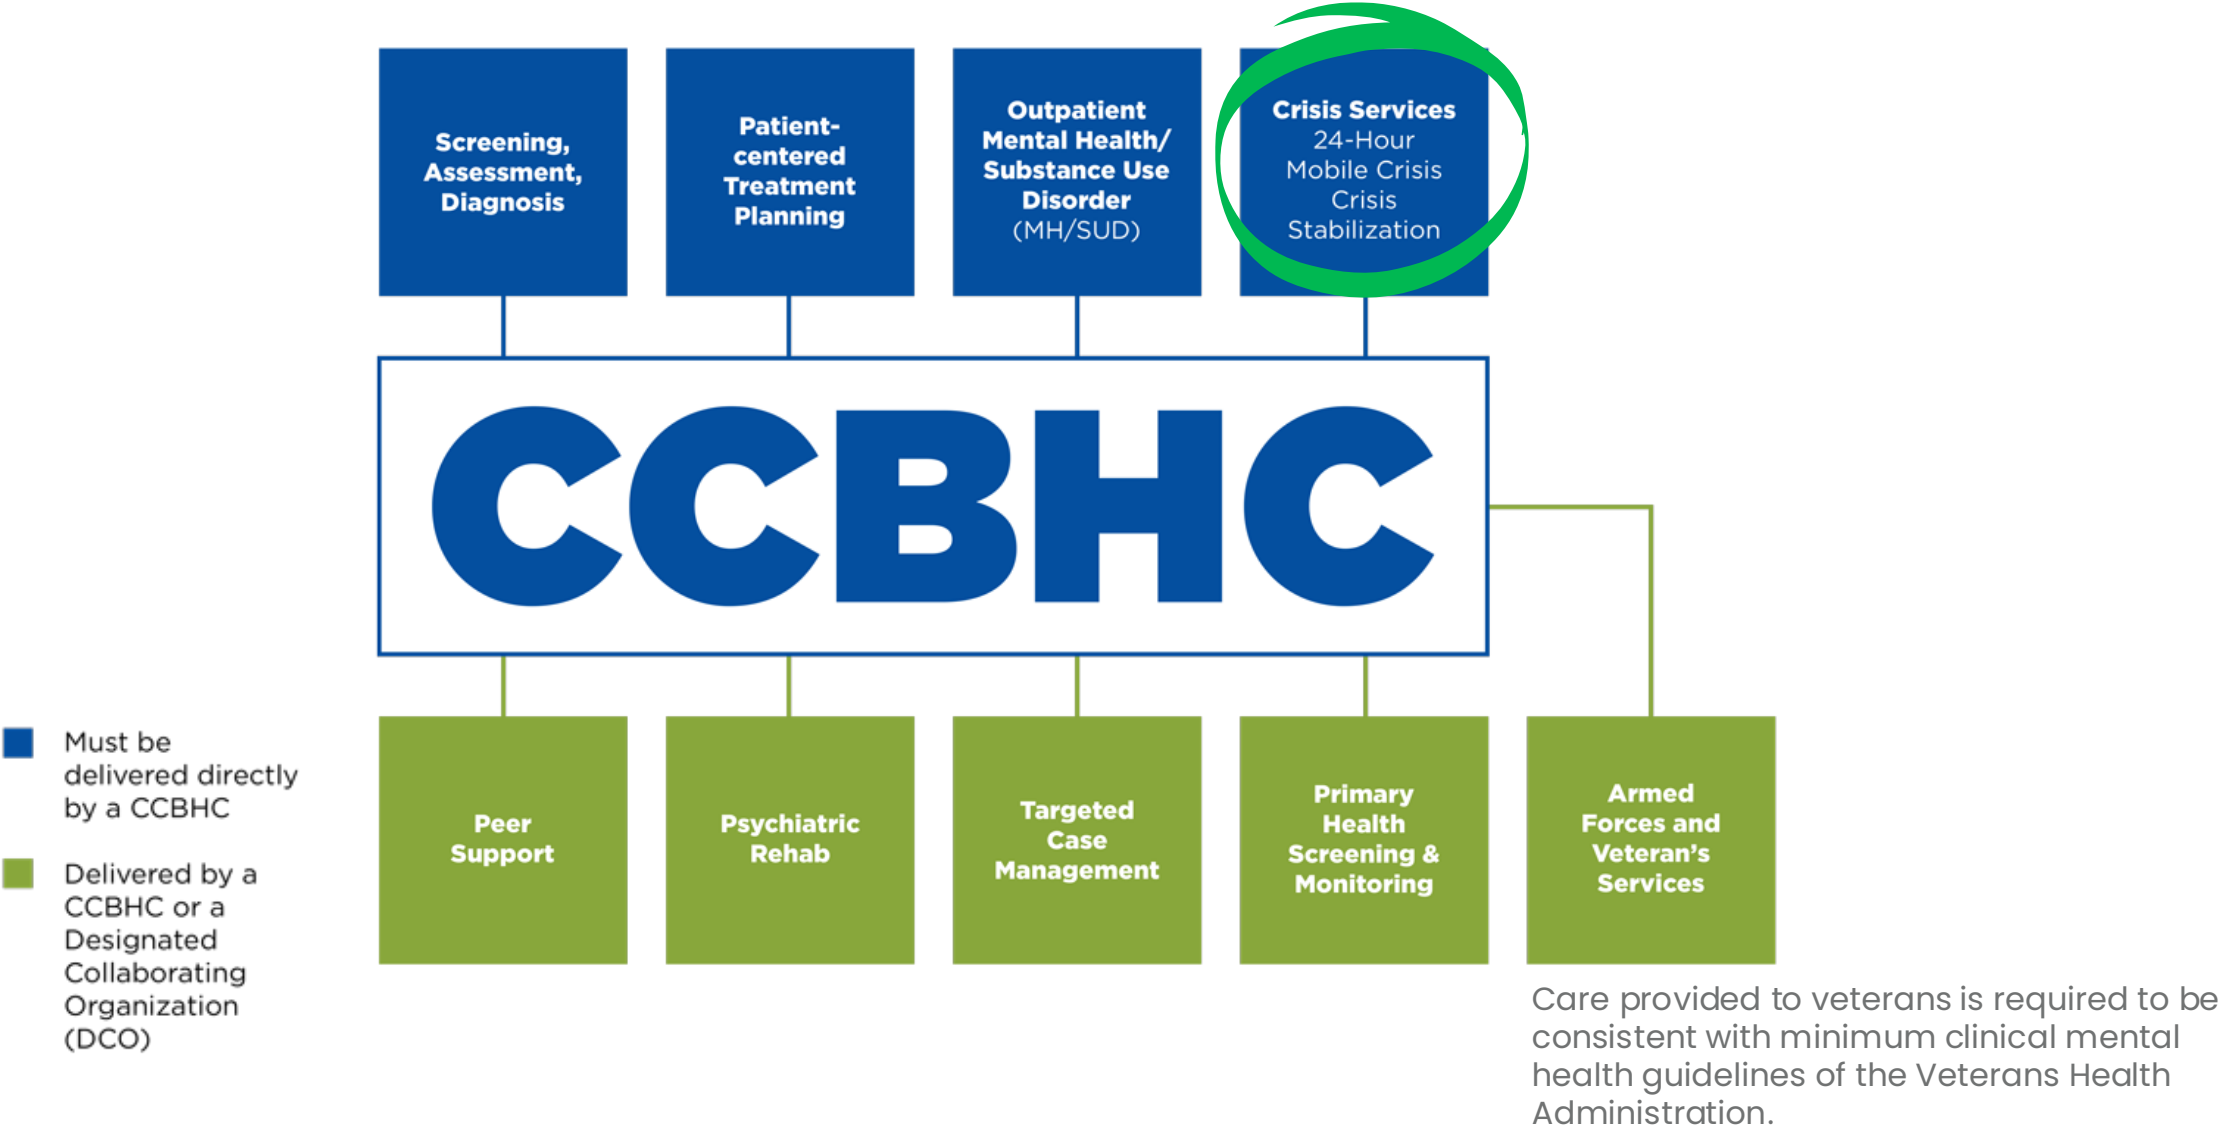 Screening,
Assessment,
Diagnosis
Patient-
centered
Treatment
Planning
Outpatient
Mental Health/
Substance Use
Disorder
(MH/SUD)
Crisis Services
24-Hour
Mobile Crisis
Crisis
Stabilization
CCBHC
Must be
delivered directly
by a CCBHC
Delivered by a
CCBHC or a
Designated
Collaborating
Organization
(DCO)
Peer
Support
Psychiatric
Rehab
Targeted
Case
Management
Primary
Health
Screening &
Monitoring
Armed
Forces and
Veteran's
Services
Care provided to veterans is required to be
consistent with minimum clinical mental
health guidelines of the Veterans Health
Administration.